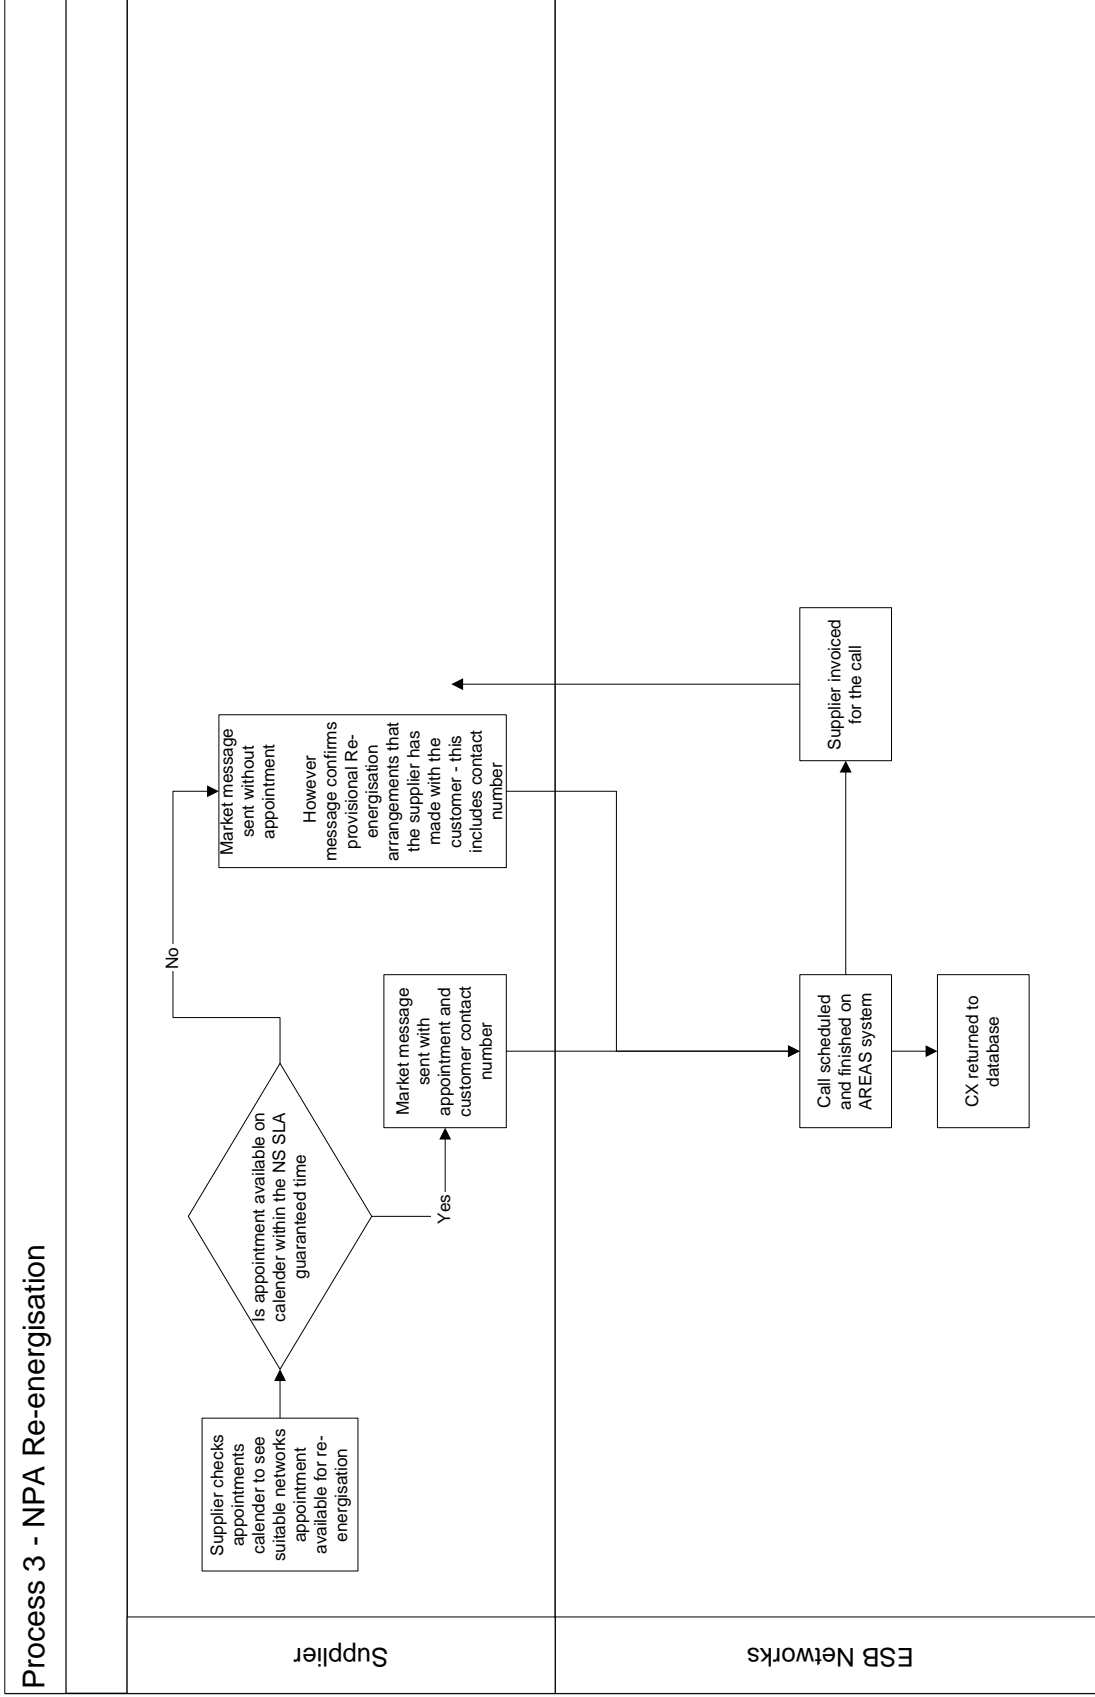 Process 3 - NPA Re-energisation
Supplier
Supplier checks
appointments
calender to see
suitable networks
appointment
available for re-
energisation
Is appointment available on
calender within the NS SLA
guaranteed time
No
Yes
Market message
sent with
appointment and
customer contact
number
Market message
sent without
appointment
However
message confirms
provisional Re-
energisation
arrangements that
the supplier has
made with the
customer - this
includes contact
number
ESB Networks
Call scheduled
and finished on
AREAS system
CX returned to
database
Supplier invoiced
for the call